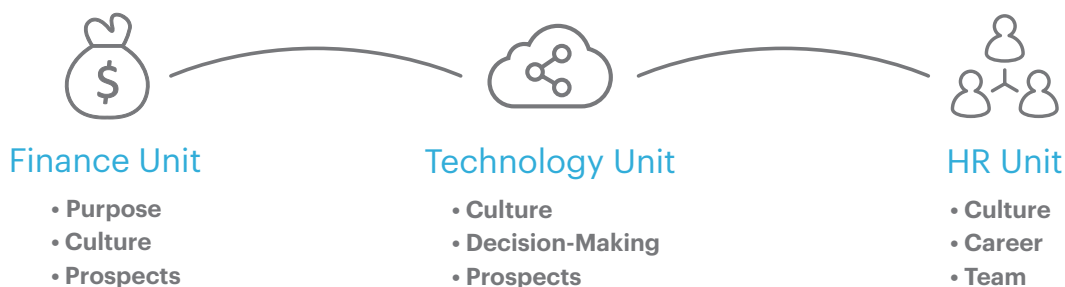 $
Finance Unit
• Purpose
• Culture
• Prospects
Technology Unit
• Culture
• Decision-Making
• Prospects
HR Unit
• Culture
• Career
• Team